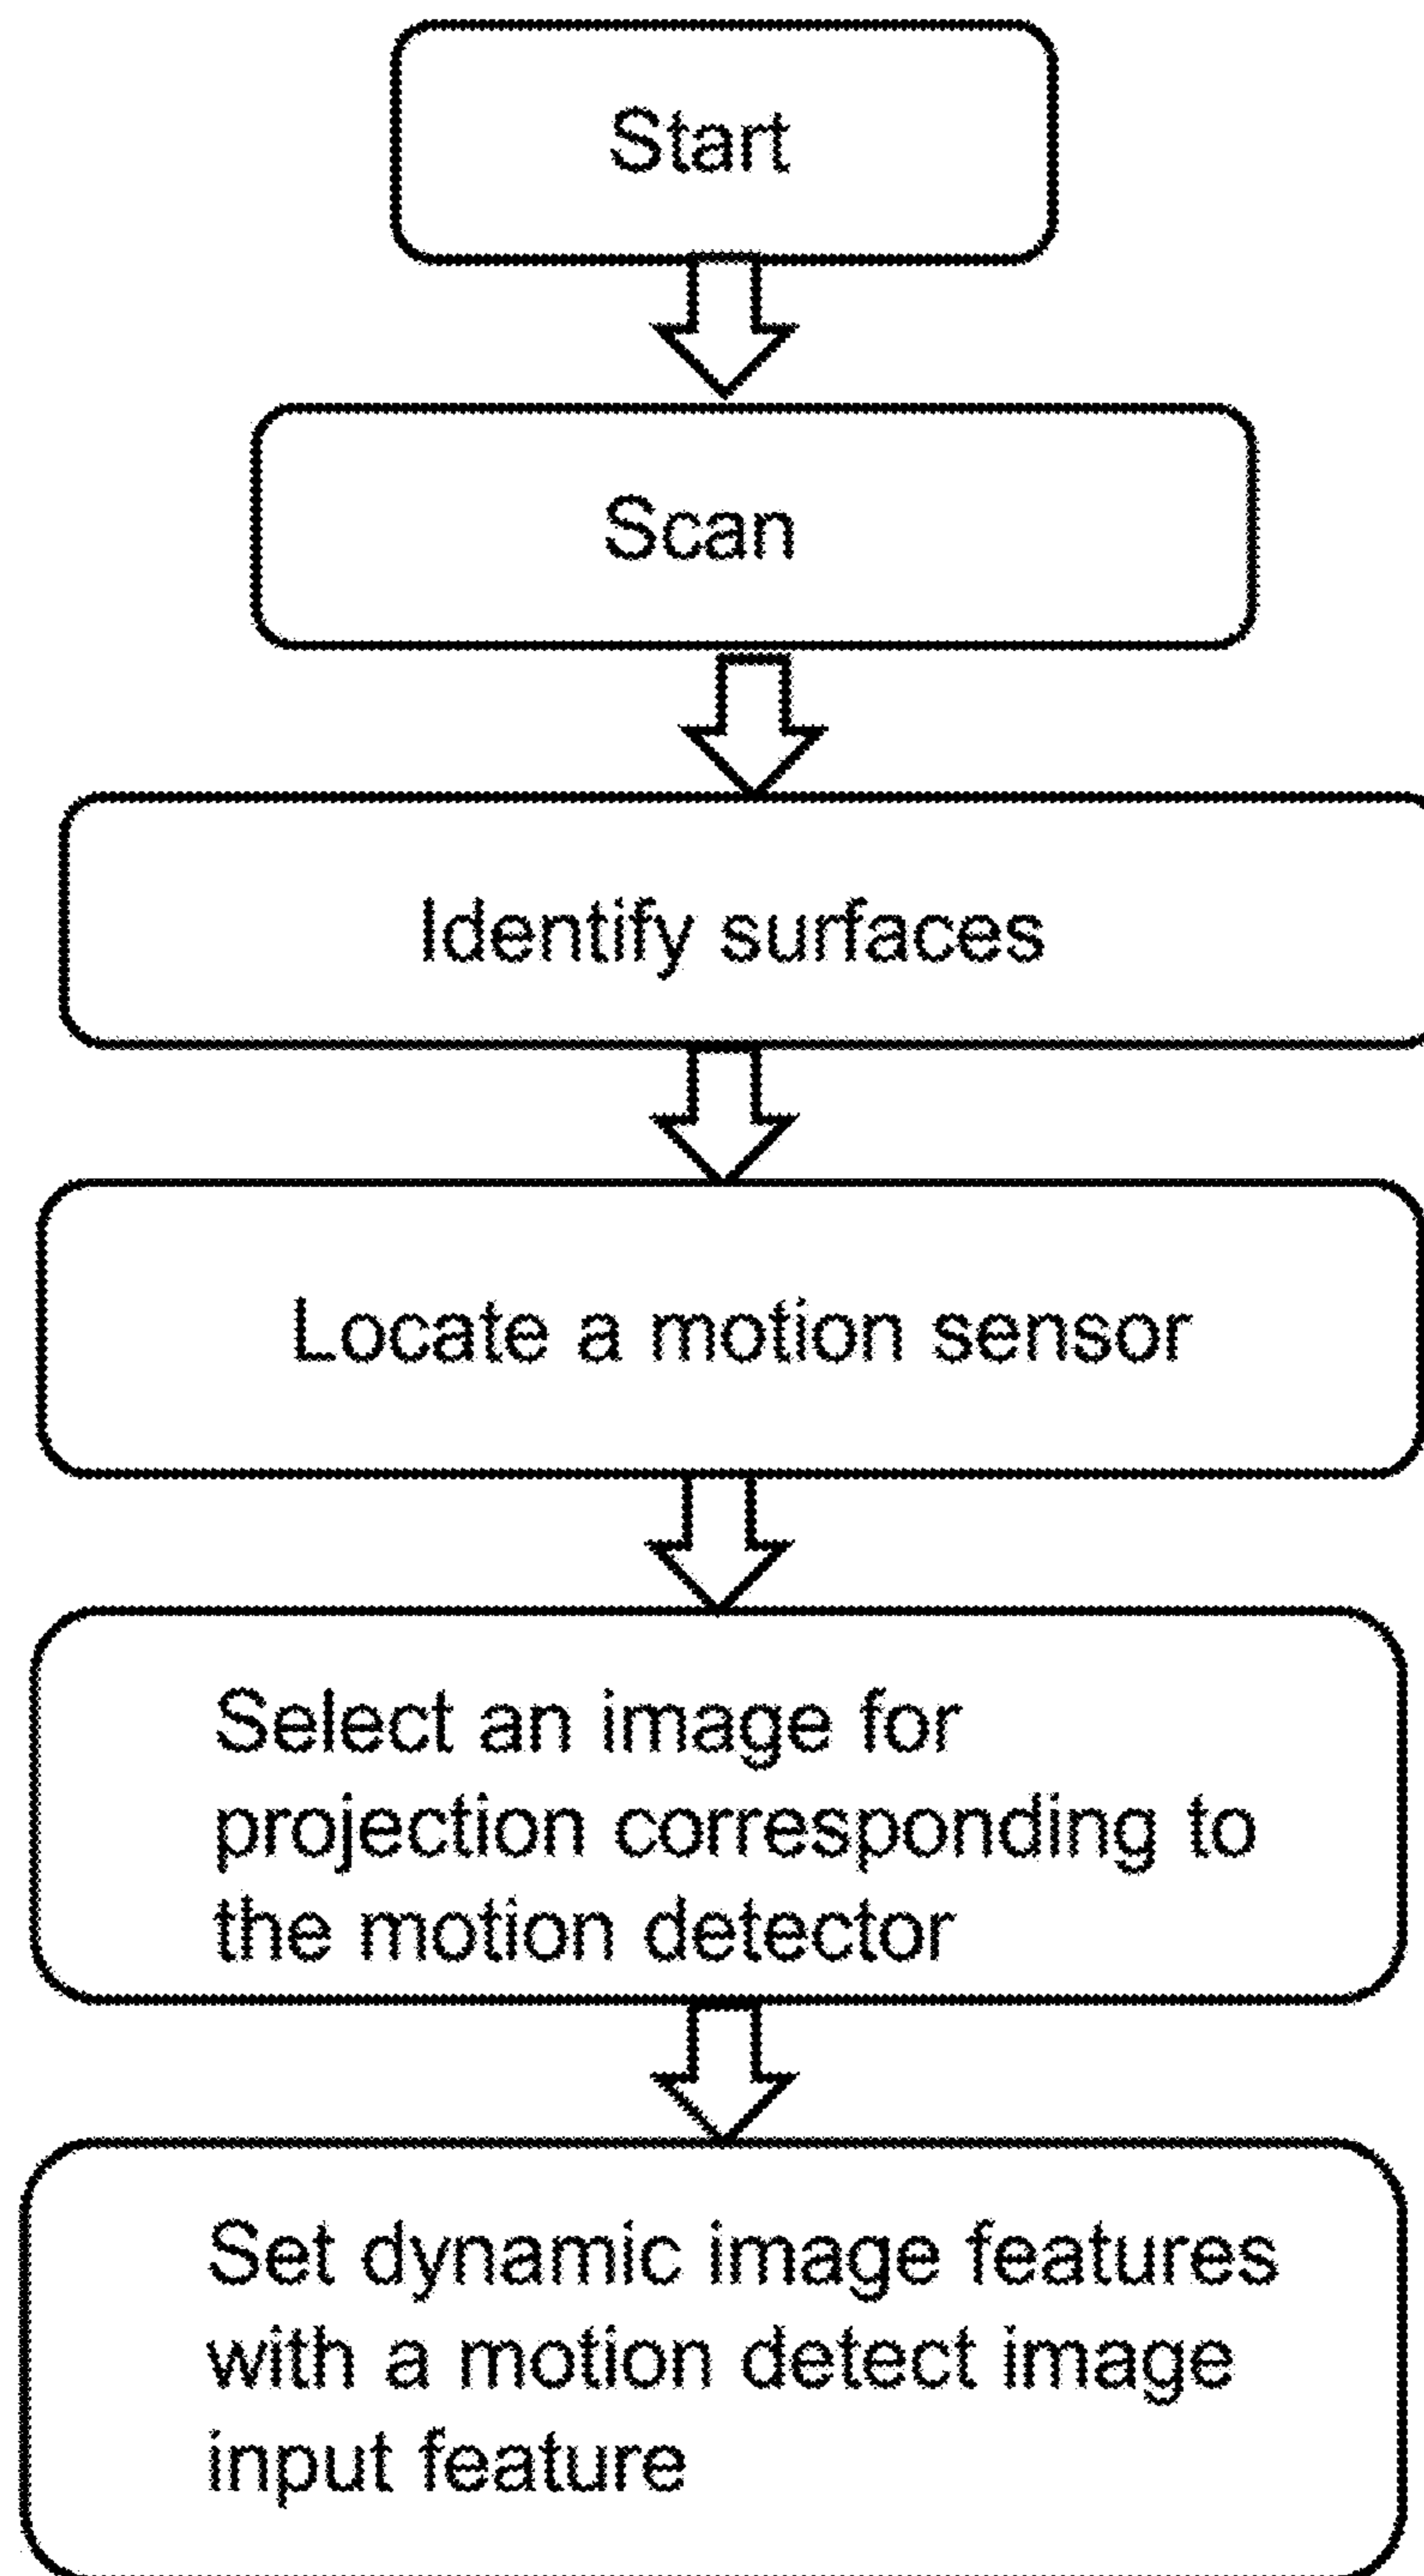 Start
Scan
Identify surfaces
Locate a motion sensor
Select an image for
projection corresponding to
the motion detector
Set dynamic image features
with a motion detect image
input feature